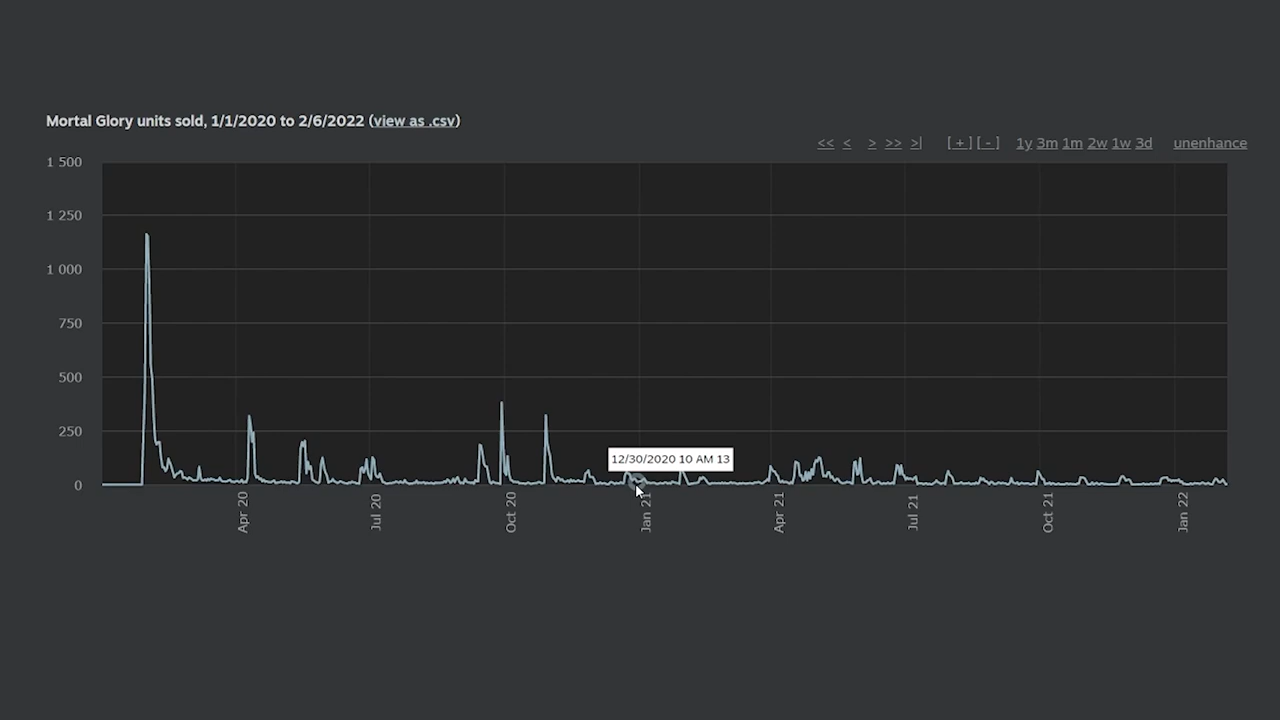 Mortal Glory units sold, 1/1/2020 to 2/6/2022 (view as .csv)
<< < > >> >| [ + ] [ - ] 1y 3m 1m 2w 1w 3d unenhance
1 500
1 250
1 000
750
500
250
0
12/30/2020 10 AM 13
Apr 20
Jul 20
Oct 20
Jan 21
Apr 21
Jul 21
Oct 21
Jan 22